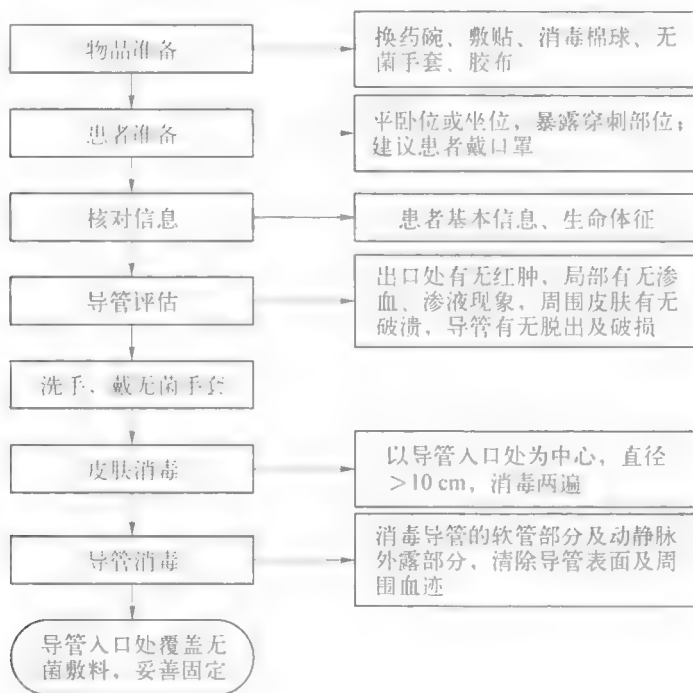 物品准备
换药碗、敷贴、消毒棉球、无
菌手套、胶布
患者准备
平卧位或坐位，暴露穿刺部位；
建议患者戴口罩
核对信息
患者基本信息、生命体征
导管评估
出口处有无红肿，局部有无渗
血、渗液现象，周围皮肤有无
破溃，导管有无脱出及破损
洗手、戴无菌手套
皮肤消毒
以导管入口处为中心，直径
>10 cm，消毒两遍
导管消毒
消毒导管的软管部分及动静脉
外露部分，清除导管表面及周
围血迹
导管入口处覆盖无
菌敷料，妥善固定